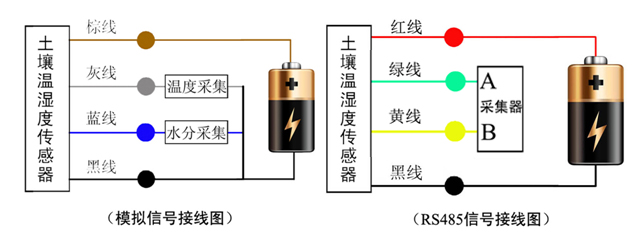 土壤温湿度传感器
棕线
灰线
温度采集
蓝线
水分采集
黑线
（模拟信号接线图）
土壤温湿度传感器
红线
绿线
A
采集器
黄线
B
黑线
（RS485信号接线图）